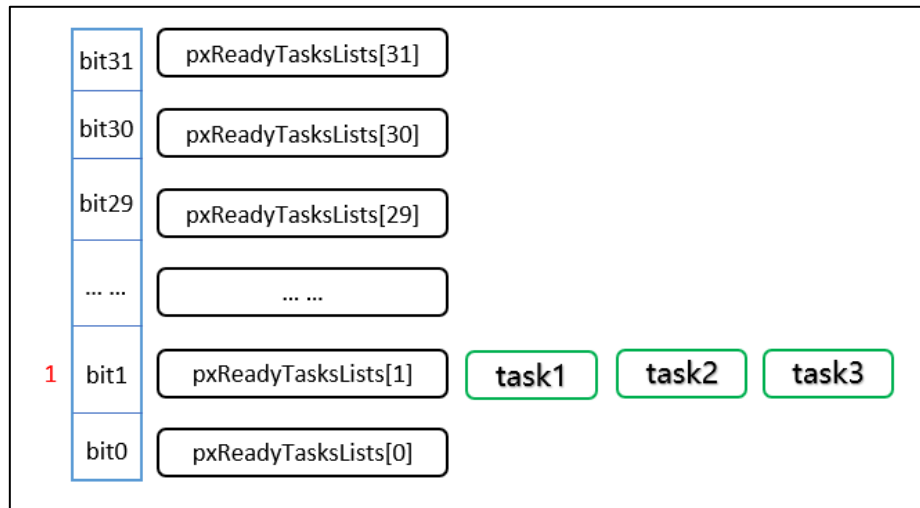 bit31 pxReadyTasksLists[31]
bit30 pxReadyTasksLists[30]
bit29 pxReadyTasksLists[29]
... ... ... ...
1 bit1 pxReadyTasksLists[1] task1 task2 task3
bit0 pxReadyTasksLists[0]